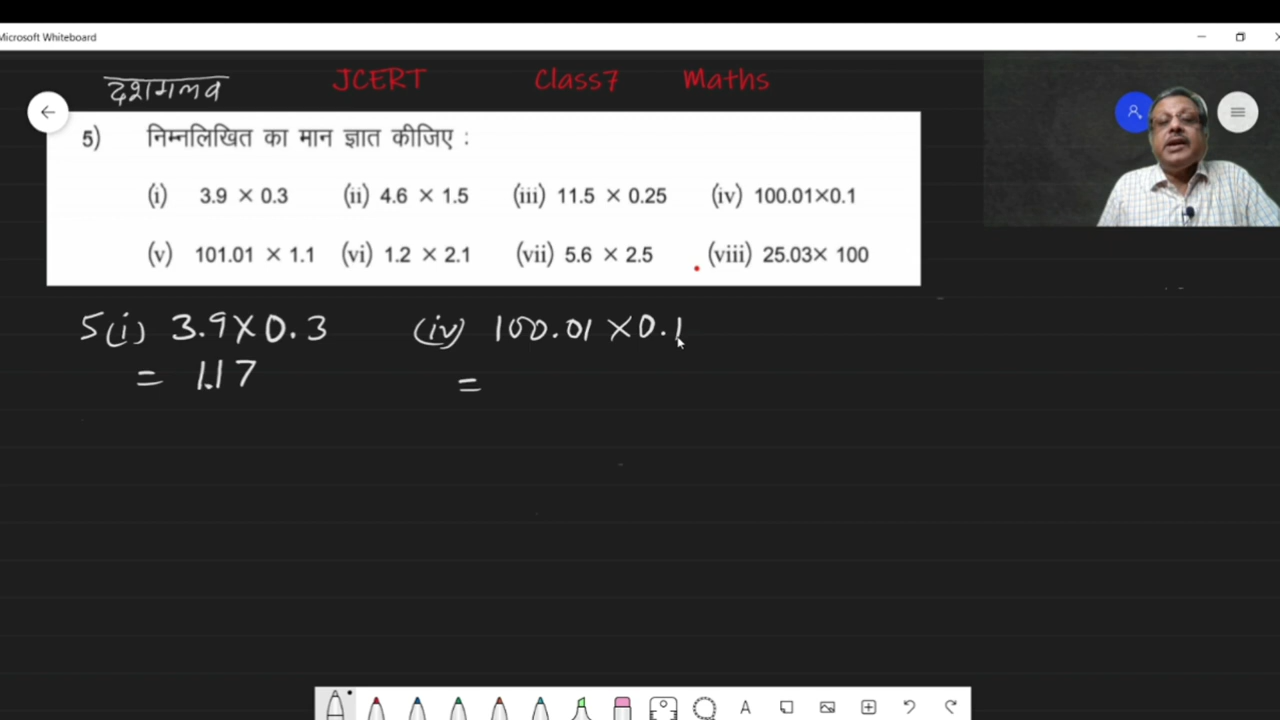 Microsoft Whiteboard
दशमलव JCERT Class7 Maths
5) निम्नलिखित का मान ज्ञात कीजिए :
(i) 3.9 × 0.3 (ii) 4.6 × 1.5 (iii) 11.5 × 0.25 (iv) 100.01×0.1
(v) 101.01 × 1.1 (vi) 1.2 × 2.1 (vii) 5.6 × 2.5 (viii) 25.03× 100
5(i) 3.9×0.3 (iv) 100.01 ×0.1
= 1.17 =